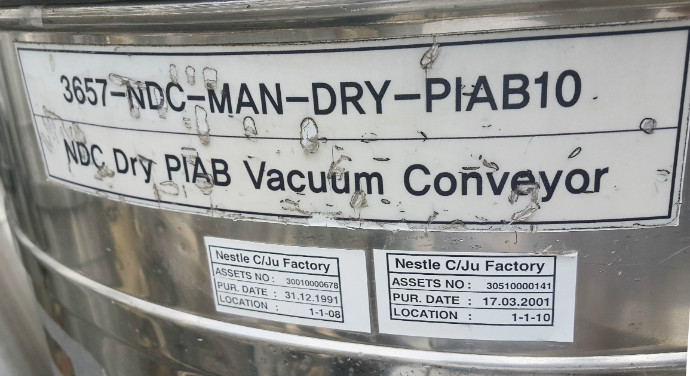 3657-NDC-MAN-DRY-PIAB10
NDC Dry PIAB Vacuum Conveyor
Nestle C/Ju Factory
ASSETS NO : 30010000678
PUR. DATE : 31.12.1991
LOCATION : 1-1-08
Nestle C/Ju Factory
ASSETS NO : 30510000141
PUR. DATE : 17.03.2001
LOCATION : 1-1-10